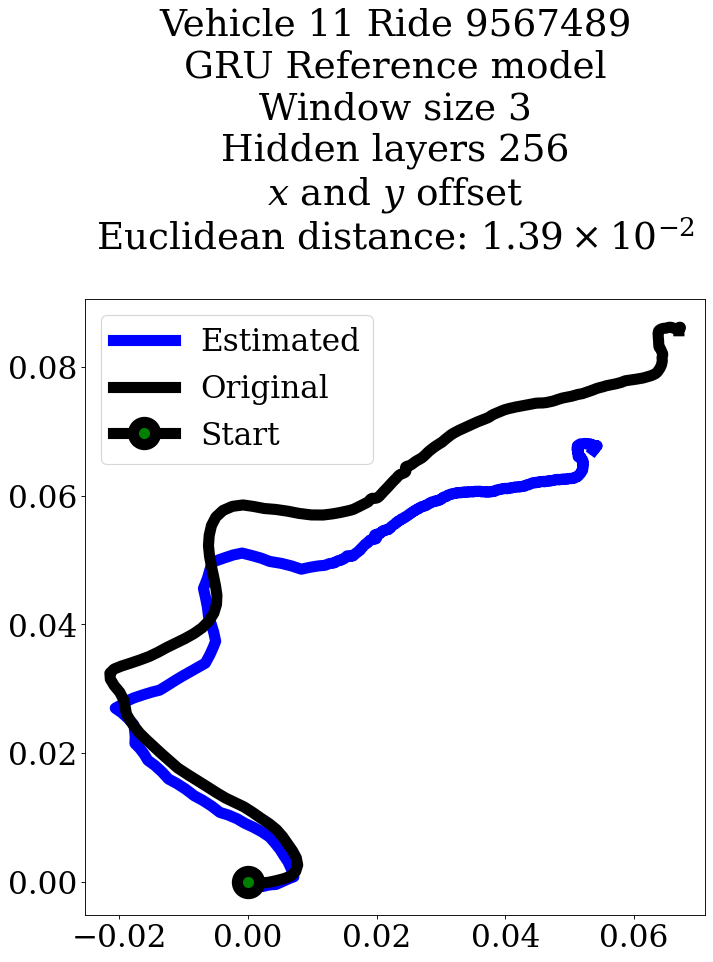 Vehicle 11 Ride 9567489
GRU Reference model
Window size 3
Hidden layers 256
x and y offset
Euclidean distance: 1.39 × 10⁻²
Estimated
Original
Start
0.08
0.06
0.04
0.02
0.00
−0.02 0.00 0.02 0.04 0.06